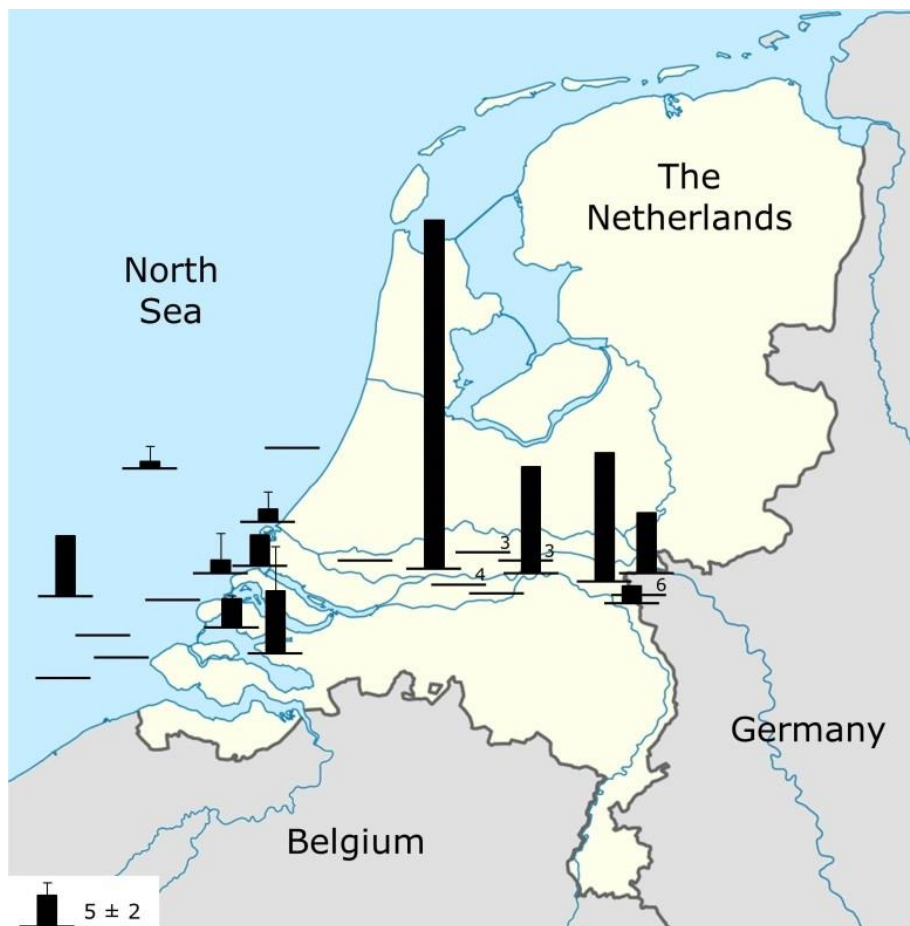 The
Netherlands
North
Sea
3
3
4
6
Germany
Belgium
5 ± 2